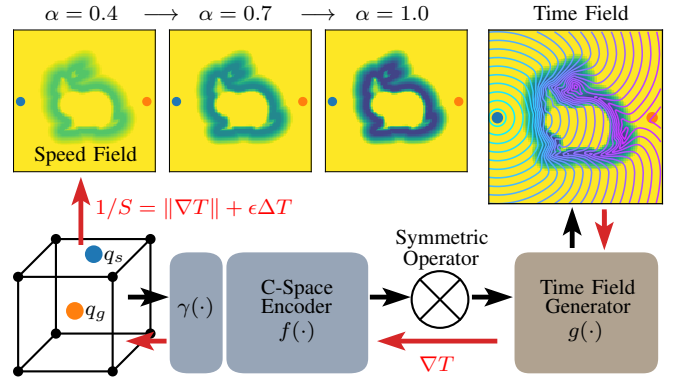 α = 0.4 ⟶ α = 0.7 ⟶ α = 1.0
Time Field
Speed Field
1/S = ‖∇T‖ + ϵΔT
q_s
q_g
γ(·)
C-Space
Encoder
f(·)
Symmetric
Operator
Time Field
Generator
g(·)
∇T